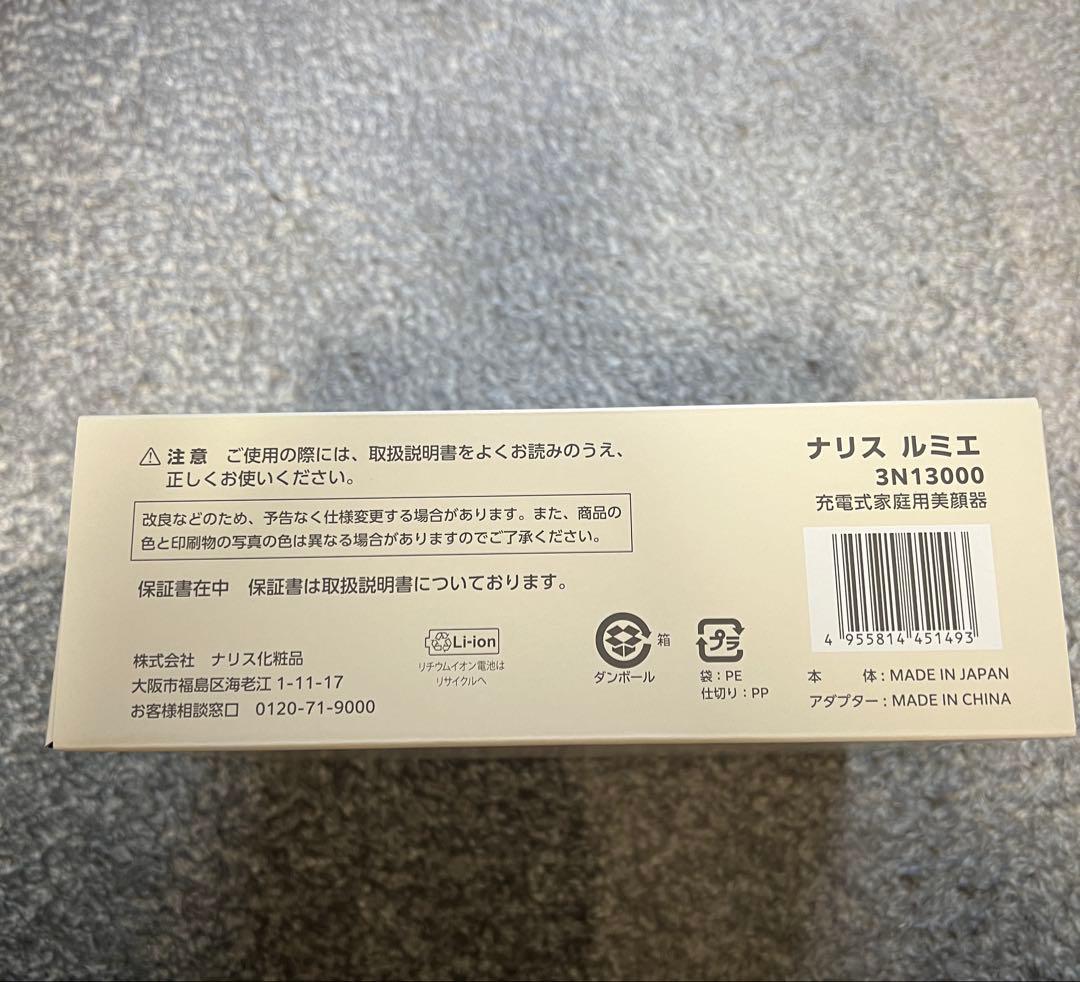 ⚠ 注意 ご使用の際には、取扱説明書をよくお読みのうえ、
正しくお使いください。
改良などのため、予告なく仕様変更する場合があります。また、商品の
色と印刷物の写真の色は異なる場合がありますのでご了承ください。
保証書在中 保証書は取扱説明書についております。
株式会社 ナリス化粧品
大阪市福島区海老江 1-11-17
お客様相談窓口 0120-71-9000
Li-ion
リチウムイオン電池は
リサイクルへ
箱
ダンボール
プラ
袋：PE
仕切り：PP
ナリス ルミエ
3N13000
充電式家庭用美顔器
4 955814 451493
本 体：MADE IN JAPAN
アダプター：MADE IN CHINA